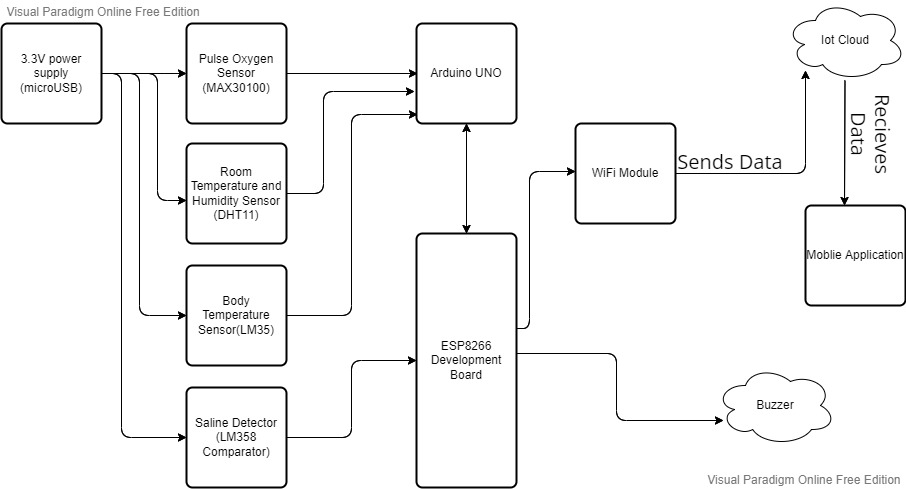 Visual Paradigm Online Free Edition
3.3V power
supply
(microUSB)
Pulse Oxygen
Sensor
(MAX30100)
Arduino UNO
Iot Cloud
Recieves
Data
Room
Temperature and
Humidity Sensor
(DHT11)
WiFi Module
Sends Data
Moblie Application
Body
Temperature
Sensor(LM35)
ESP8266
Development
Board
Saline Detector
(LM358
Comparator)
Buzzer
Visual Paradigm Online Free Edition